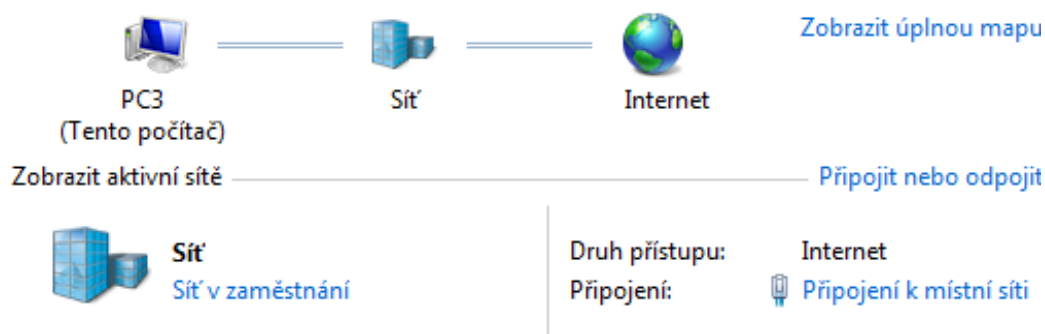 Zobrazit úplnou mapu
PC3
(Tento počítač)
Síť
Internet
Zobrazit aktivní sítě
Připojit nebo odpojit
Síť
Síť v zaměstnání
Druh přístupu: Internet
Připojení: Připojení k místní síti